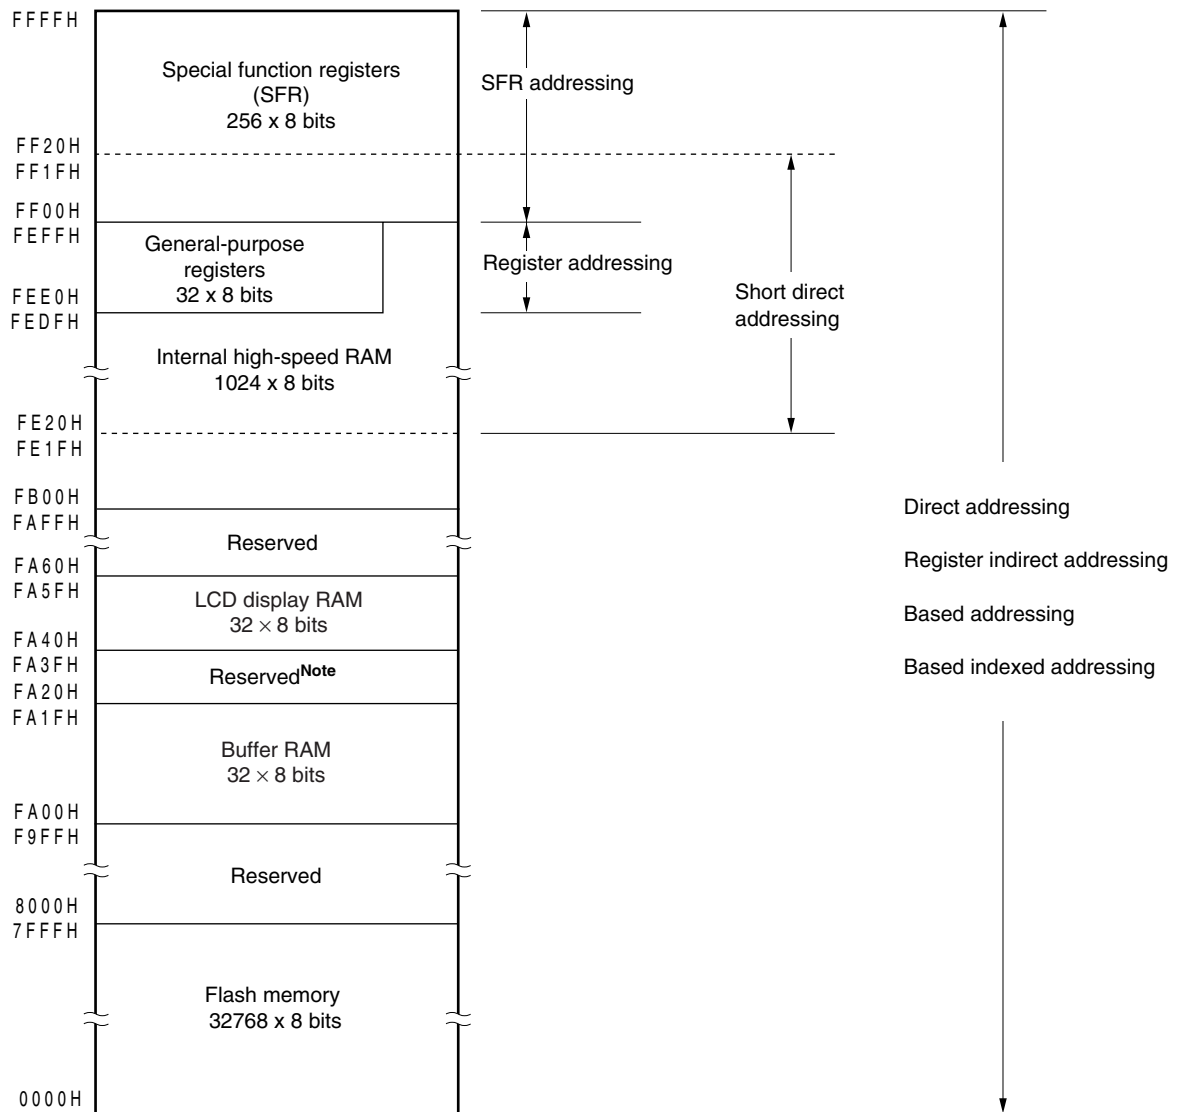 FFFFH
Special function registers
(SFR)
256 x 8 bits
SFR addressing
FF20H
FF1FH
FF00H
FEFFH
General-purpose
registers
32 x 8 bits
Register addressing
FEE0H
FEDFH
Short direct
addressing
Internal high-speed RAM
1024 x 8 bits
FE20H
FE1FH
FB00H
FAFFH
Reserved
FA60H
FA5FH
LCD display RAM
32 × 8 bits
FA40H
FA3FH
ReservedNote
FA20H
FA1FH
Buffer RAM
32 × 8 bits
FA00H
F9FFH
Reserved
8000H
7FFFH
Flash memory
32768 x 8 bits
0000H
Direct addressing
Register indirect addressing
Based addressing
Based indexed addressing